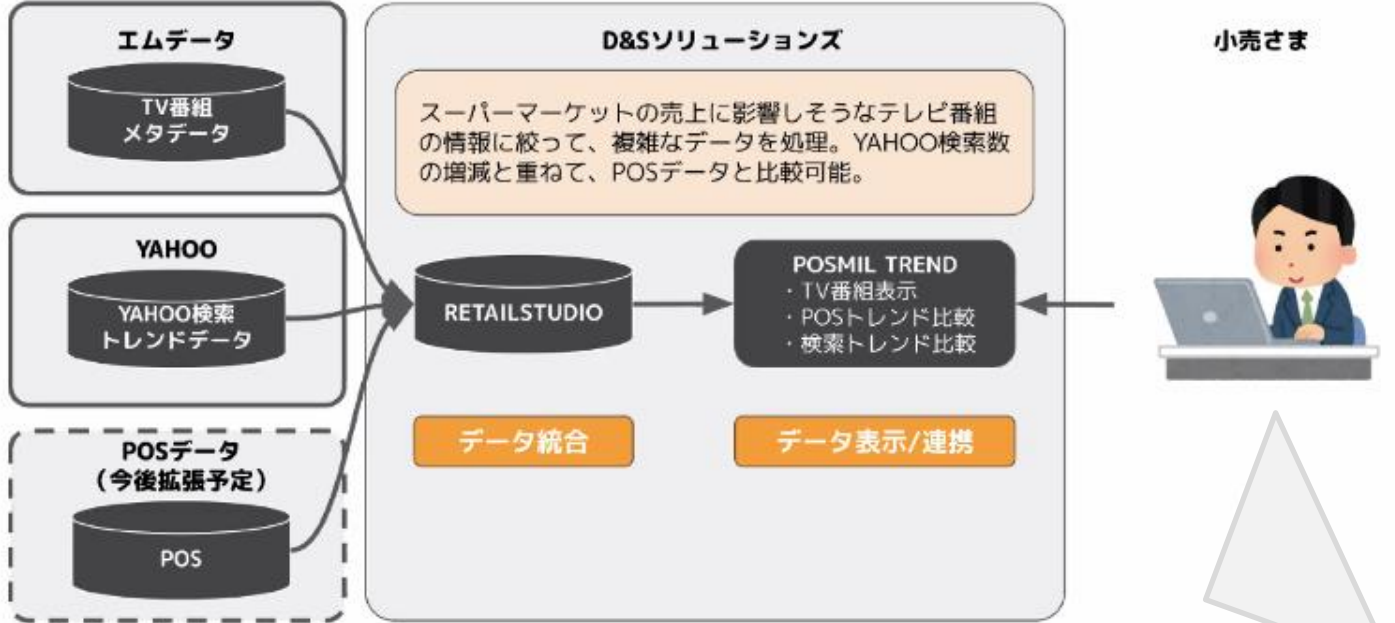 エムデータ
TV番組
メタデータ
YAHOO
YAHOO検索
トレンドデータ
POSデータ
（今後拡張予定）
POS
D&Sソリューションズ
スーパーマーケットの売上に影響しそうなテレビ番組
の情報に絞って、複雑なデータを処理。YAHOO検索数
の増減と重ねて、POSデータと比較可能。
RETAILSTUDIO
POSMIL TREND
・TV番組表示
・POSトレンド比較
・検索トレンド比較
データ統合
データ表示/連携
小売さま